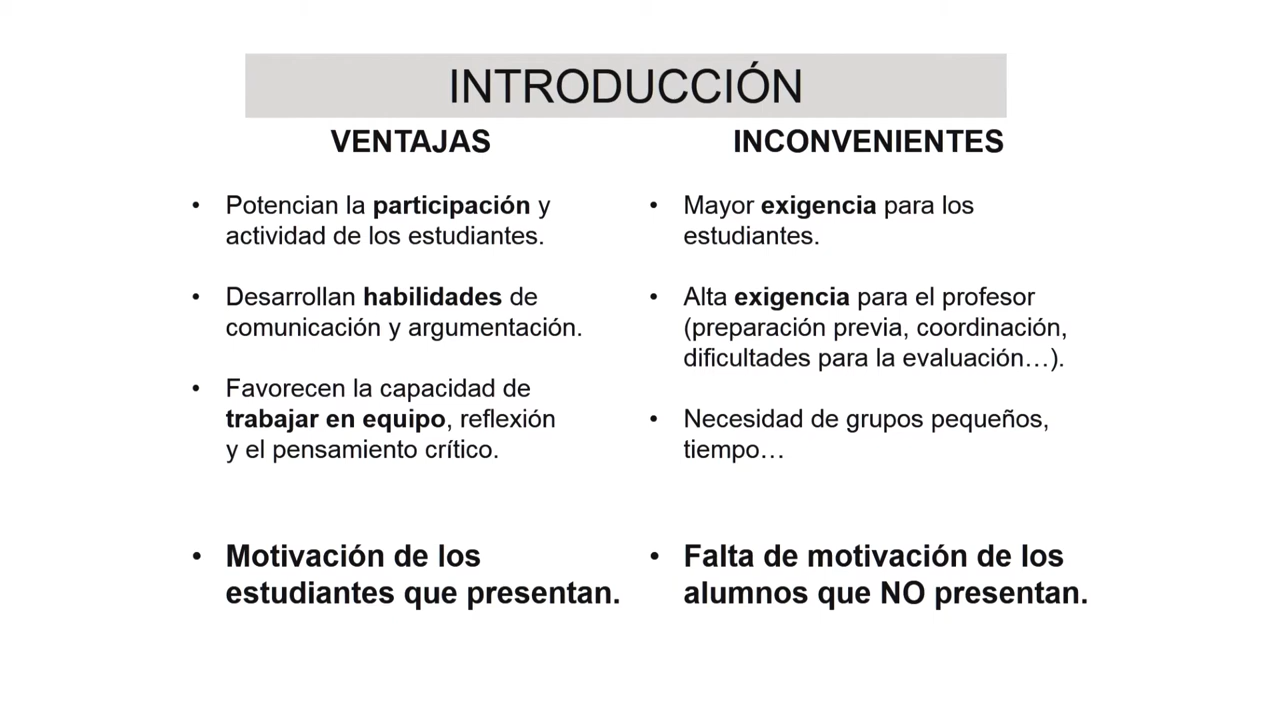 INTRODUCCIÓN
VENTAJAS
• Potencian la participación y
actividad de los estudiantes.
• Desarrollan habilidades de
comunicación y argumentación.
• Favorecen la capacidad de
trabajar en equipo, reflexión
y el pensamiento crítico.
• Motivación de los
estudiantes que presentan.
INCONVENIENTES
• Mayor exigencia para los
estudiantes.
• Alta exigencia para el profesor
(preparación previa, coordinación,
dificultades para la evaluación…).
• Necesidad de grupos pequeños,
tiempo…
• Falta de motivación de los
alumnos que NO presentan.